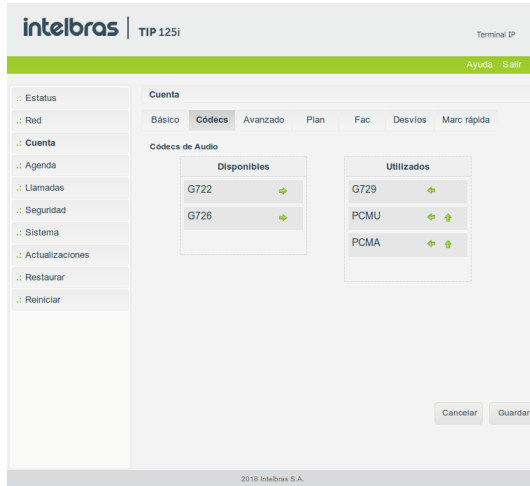 intelbras | TIP 125i
Terminal IP
Ayuda Salir
.: Estatus
.: Red
.: Cuenta
.: Agenda
.: Llamadas
.: Seguridad
.: Sistema
.: Actualizaciones
.: Restaurar
.: Reiniciar
Cuenta
Básico Códecs Avanzado Plan Fac Desvíos Marc rápida
Códecs de Audio
Disponibles
G722
G726
Utilizados
G729
PCMU
PCMA
Cancelar Guardar
2018 Intelbras S.A.